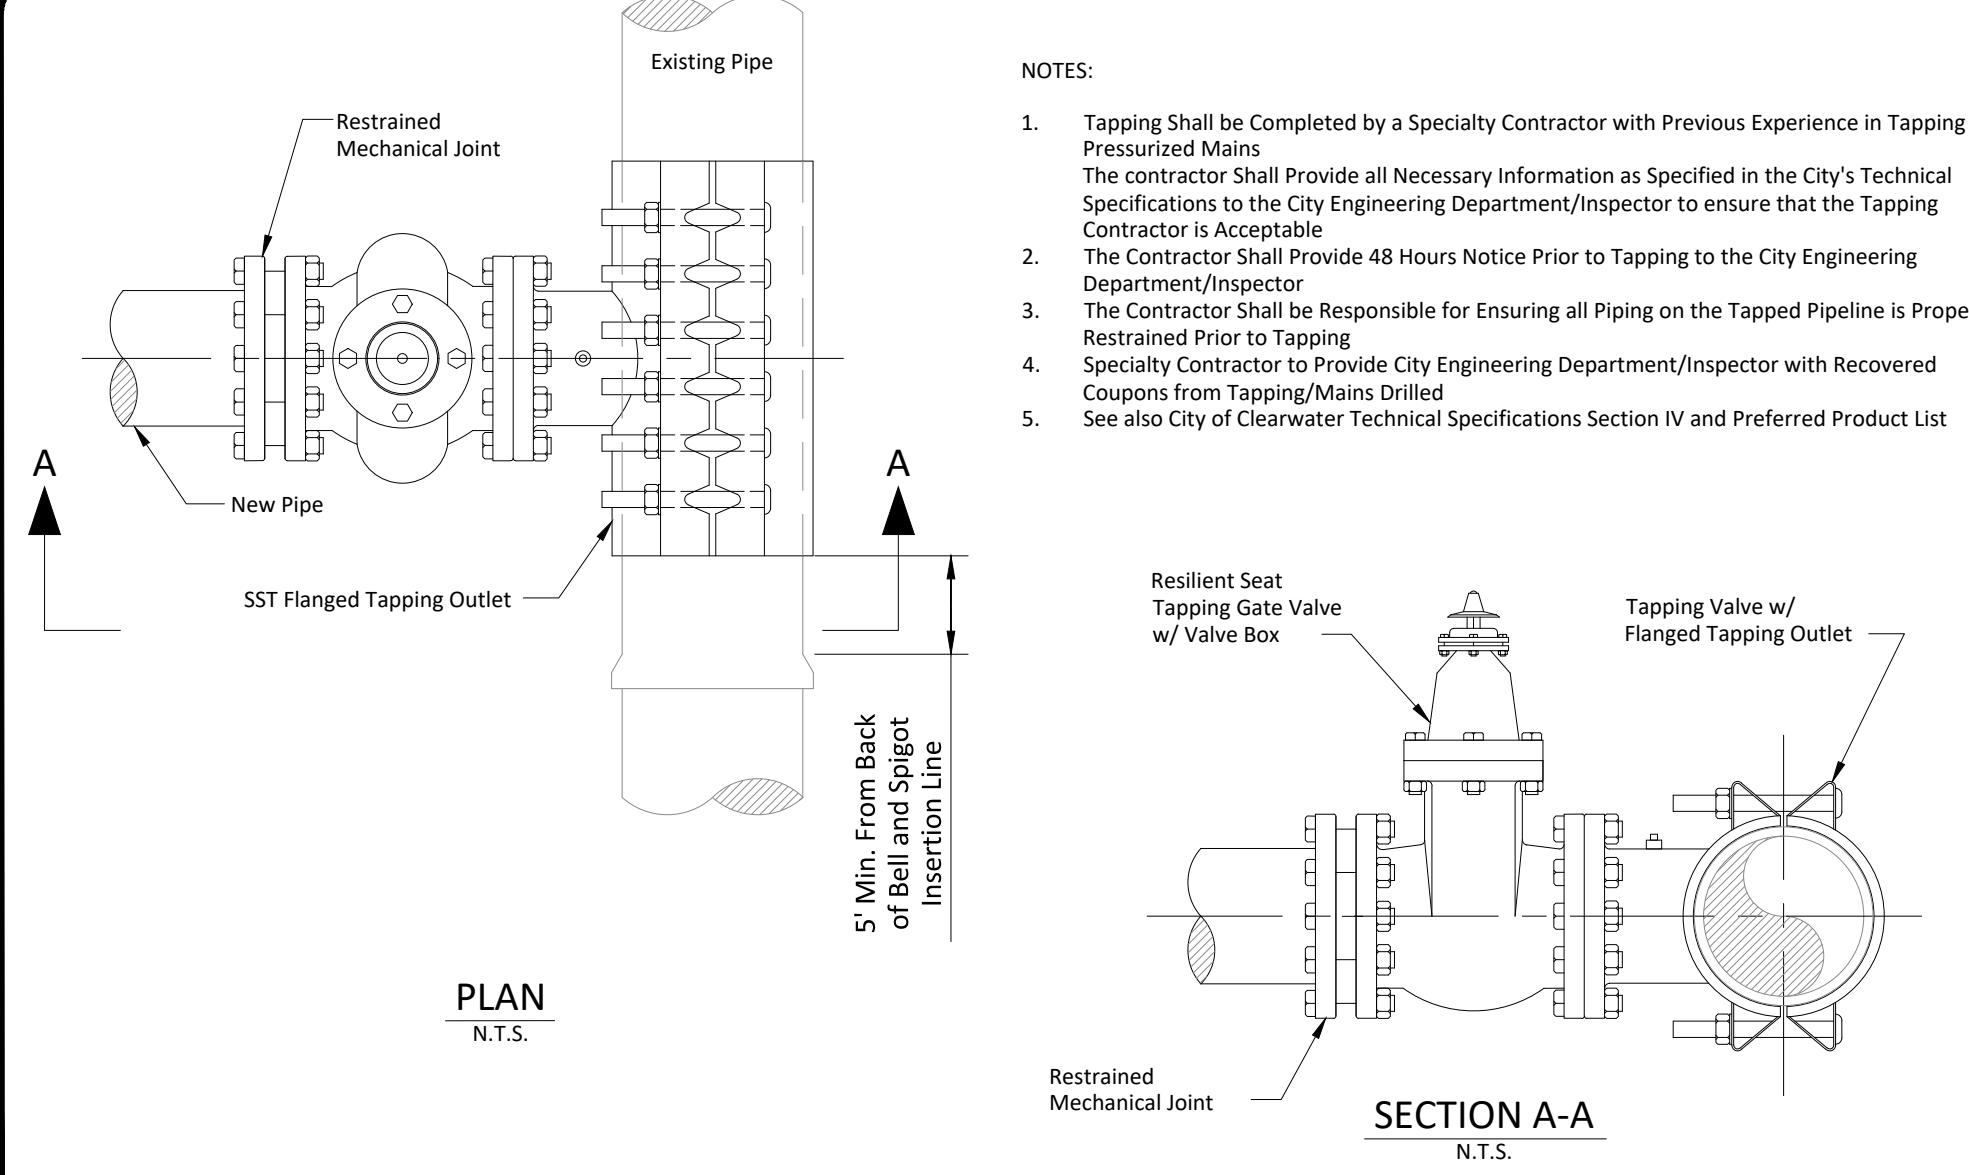 Existing Pipe
Restrained
Mechanical Joint
A
A
New Pipe
SST Flanged Tapping Outlet
5' Min. From Back
of Bell and Spigot
Insertion Line
PLAN
N.T.S.
NOTES:
1. Tapping Shall be Completed by a Specialty Contractor with Previous Experience in Tapping
Pressurized Mains
The contractor Shall Provide all Necessary Information as Specified in the City's Technical
Specifications to the City Engineering Department/Inspector to ensure that the Tapping
Contractor is Acceptable
2. The Contractor Shall Provide 48 Hours Notice Prior to Tapping to the City Engineering
Department/Inspector
3. The Contractor Shall be Responsible for Ensuring all Piping on the Tapped Pipeline is Prope
Restrained Prior to Tapping
4. Specialty Contractor to Provide City Engineering Department/Inspector with Recovered
Coupons from Tapping/Mains Drilled
5. See also City of Clearwater Technical Specifications Section IV and Preferred Product List
Resilient Seat
Tapping Gate Valve
w/ Valve Box
Tapping Valve w/
Flanged Tapping Outlet
Restrained
Mechanical Joint
SECTION A-A
N.T.S.